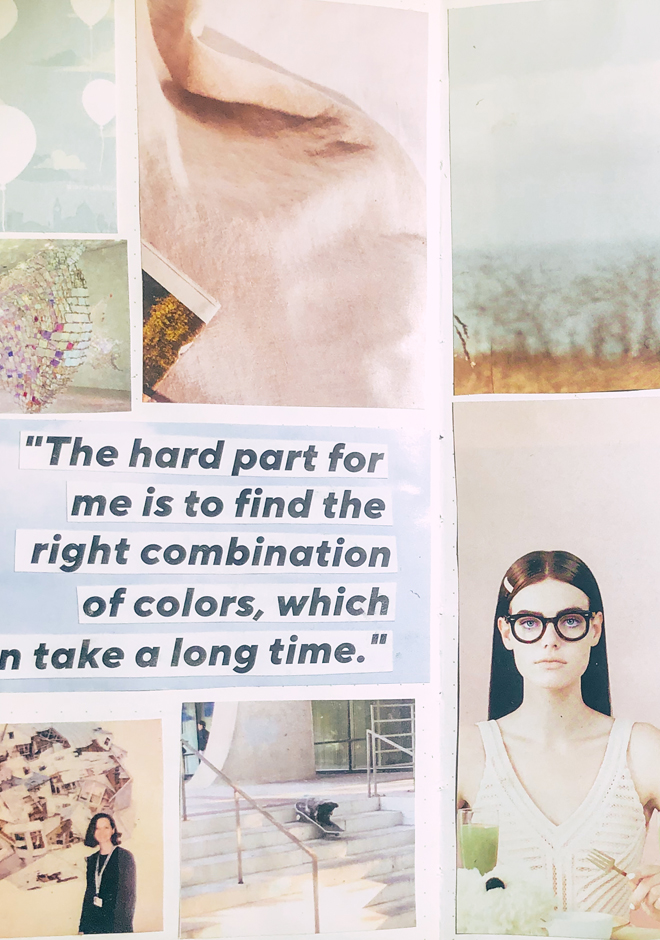 "The hard part for
me is to find the
right combination
of colors, which
n take a long time."